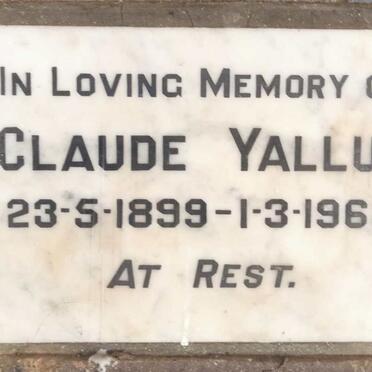 IN LOVING MEMORY
CLAUDE YALLU
23-5-1899-1-3-196
AT REST.